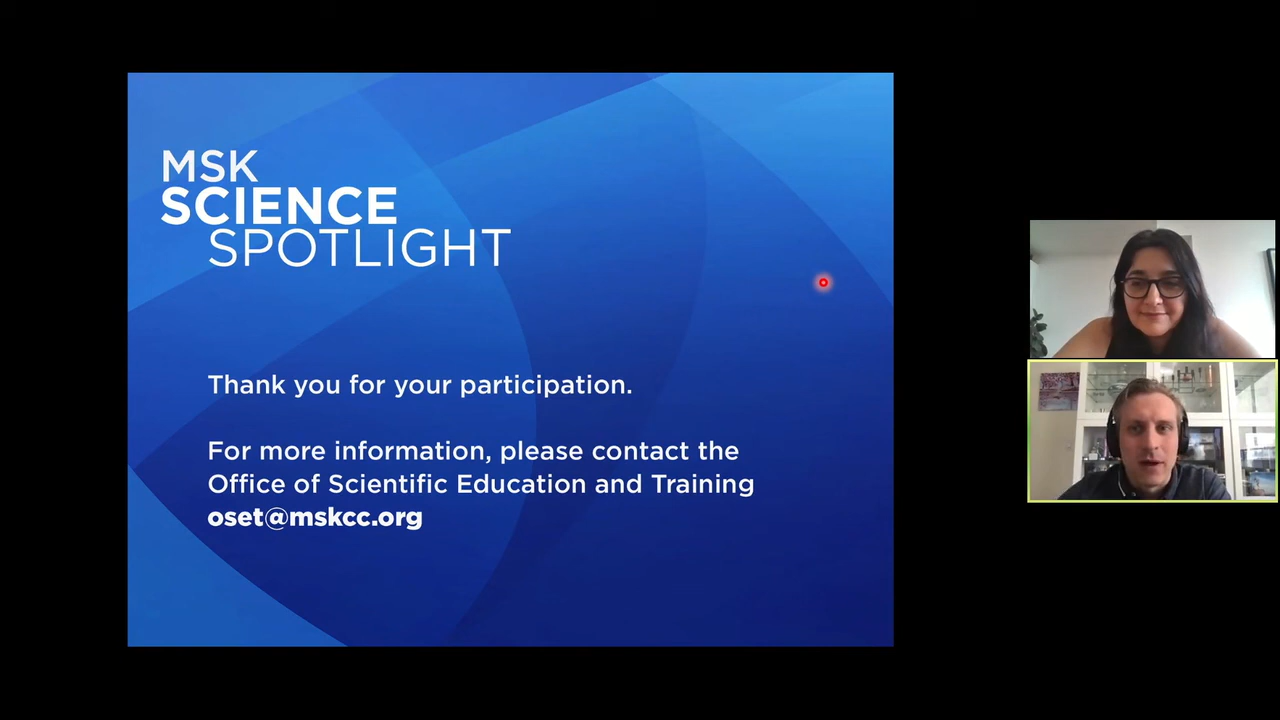 MSK
SCIENCE
SPOTLIGHT
Thank you for your participation.
For more information, please contact the
Office of Scientific Education and Training
oset@mskcc.org